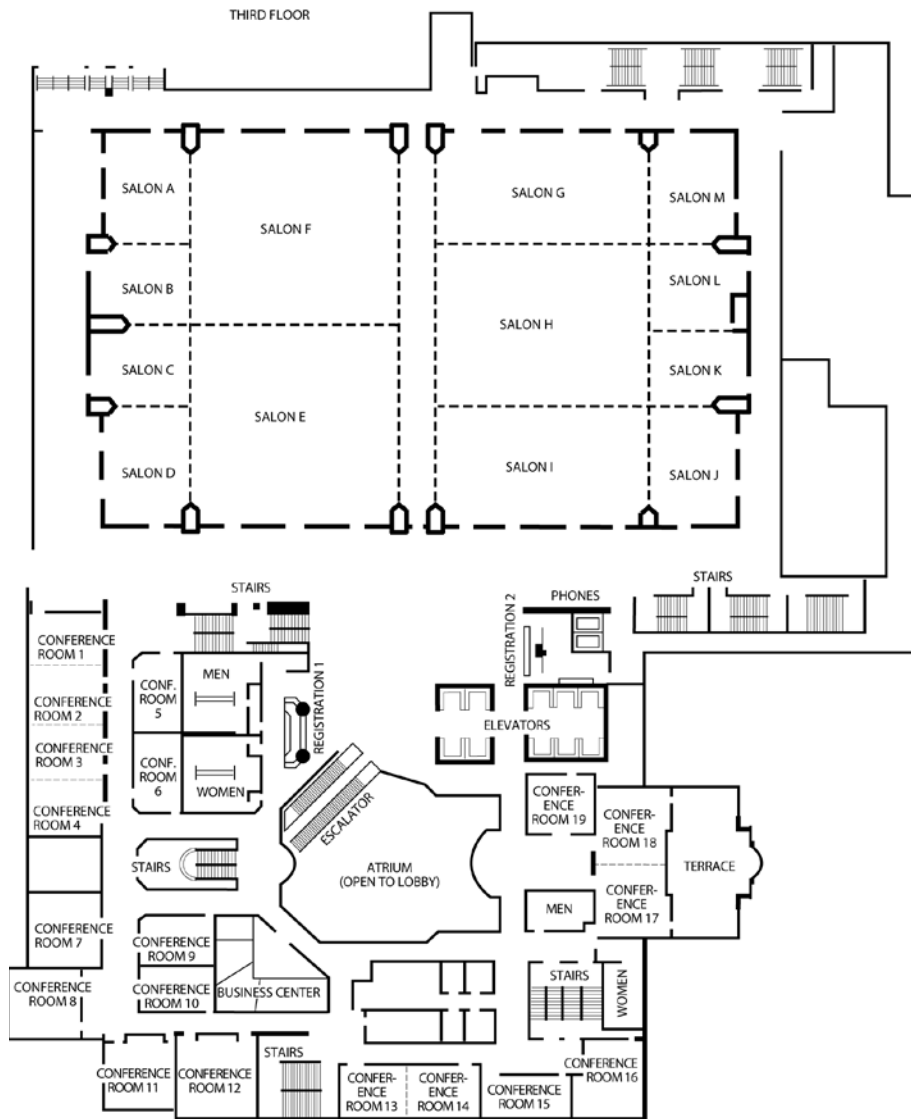 THIRD FLOOR
SALON A
SALON G
SALON M
SALON F
SALON B
SALON L
SALON H
SALON C
SALON K
SALON E
SALON D
SALON I
SALON J
STAIRS
STAIRS
PHONES
REGISTRATION 2
CONFERENCE
ROOM 1
MEN
CONF.
ROOM
5
REGISTRATION 1
CONFERENCE
ROOM 2
ELEVATORS
CONFERENCE
ROOM 3
CONF.
ROOM
6
WOMEN
CONFERENCE
ROOM 4
ESCALATOR
CONFER-
ENCE
ROOM 19
CONFER-
ENCE
ROOM 18
STAIRS
ATRIUM
(OPEN TO LOBBY)
TERRACE
CONFER-
ENCE
ROOM 17
MEN
CONFERENCE
ROOM 7
CONFERENCE
ROOM 9
CONFERENCE
ROOM 8
CONFERENCE
ROOM 10
BUSINESS CENTER
STAIRS
WOMEN
CONFERENCE
ROOM 11
CONFERENCE
ROOM 12
STAIRS
CONFER-
ENCE
ROOM 13
CONFER-
ENCE
ROOM 14
CONFERENCE
ROOM 15
CONFERENCE
ROOM 16